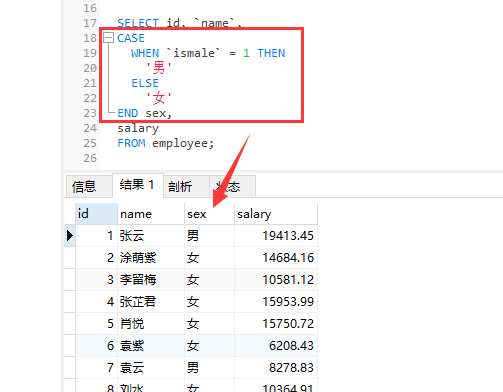 16
17 SELECT id, `name`,
18 CASE
19 WHEN `ismale` = 1 THEN
20 '男'
21 ELSE
22 '女'
23 END sex,
24 salary
25 FROM employee;
26
信息 结果 1 剖析 状态
id name sex salary
1 张云 男 19413.45
2 涂萌紫 女 14684.16
3 李留梅 女 10581.12
4 张芷君 女 15953.99
5 肖悦 女 15750.72
6 袁紫 女 6208.43
7 袁云 男 8278.83
8 刘水 女 10364.91